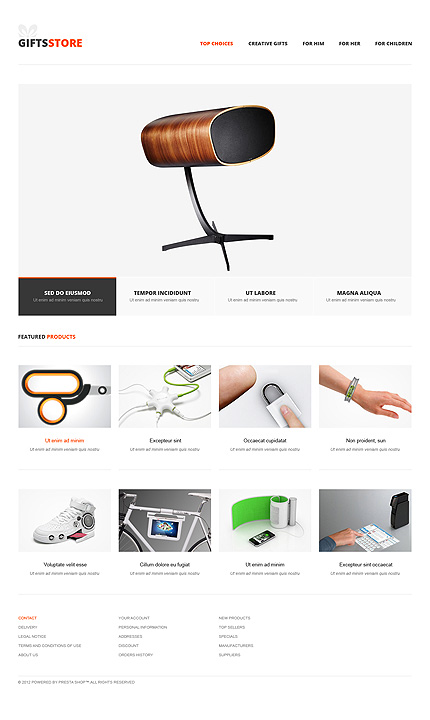 GIFTSSTORE
TOP CHOICES CREATIVE GIFTS FOR HIM FOR HER FOR CHILDREN
SED DO EIUSMOD TEMPOR INCIDIDUNT UT LABORE MAGNA ALIQUA
Ut enim ad minim veniam quis nostru Ut enim ad minim veniam quis nostru Ut enim ad minim veniam quis nostru Ut enim ad minim veniam quis nostru
FEATURED PRODUCTS
Ut enim ad minim Excepteur sint Occaecat cupidatat Non proident, sun
Ut enim ad minim veniam quis nostru Ut enim ad minim veniam quis nostru Ut enim ad minim veniam quis nostru Ut enim ad minim veniam quis nostru
Voluptate velit esse Cillum dolore eu fugiat Ut enim ad minim Excepteur sint occaecat
Ut enim ad minim veniam quis nostru Ut enim ad minim veniam quis nostru Ut enim ad minim veniam quis nostru Ut enim ad minim veniam quis nostru
CONTACT YOUR ACCOUNT NEW PRODUCTS
DELIVERY PERSONAL INFORMATION TOP SELLERS
LEGAL NOTICE ADDRESSES SPECIALS
TERMS AND CONDITIONS OF USE DISCOUNT MANUFACTURERS
ABOUT US ORDERS HISTORY SUPPLIERS
© 2012 POWERED BY PRESTA SHOP™. ALL RIGHTS RESERVED